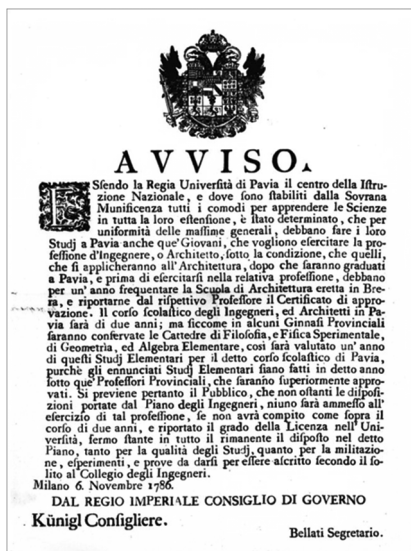 AVVISO.
ESsendo la Regia Università di Pavia il centro della Istru-
zione Nazionale, e dove sono stabiliti dalla Sovrana
Munificenza tutti i comodi per apprendere le Scienze
in tutta la loro estensione, è stato determinato, che per
uniformità delle massime generali, debbano fare i loro
Studj a Pavia anche que'Giovani, che vogliono esercitare la pro-
fessione d'Ingegnere, o Architetto, sotto la condizione, che quelli,
che si applicheranno all'Architettura, dopo che saranno graduati
a Pavia, e prima di esercitarsi nella relativa professione, debbano
per un'anno frequentare la Scuola di Architettura eretta in Bre-
ra, e riportarne dal rispettivo Professore il Certificato di appro-
vazione. Il corso scolastico degli Ingegneri, ed Architetti in Pa-
via sarà di due anni; ma siccome in alcuni Ginnasi Provinciali
saranno conservate le Cattedre di Filosofia, e Fisica Sperimentale,
di Geometria, ed Algebra Elementare, così sarà valutato un'anno
di questi Studj Elementari per il detto corso scolastico di Pavia,
purchè gli ennunciati Studj Elementari siano fatti in detto anno
sotto que'Professori Provinciali, che saranno superiormente appro-
vati. Si previene pertanto il Pubblico, che non ostanti le disposi-
zioni portate dal Piano degli Ingegneri, niuno sarà ammesso all'
esercizio di tal professione, se non avrà compito come sopra il
corso di due anni, e riportato il grado della Licenza nell'Uni-
versità, fermo stante in tutto il rimanente il disposto nel detto
Piano, tanto per la qualità degli Studj, quanto per la militazio-
ne, esperimenti, e prove da darsi per essere ascritto secondo il so-
lito al Collegio degli Ingegneri.
Milano 6. Novembre 1786.
DAL REGIO IMPERIALE CONSIGLIO DI GOVERNO
Künigl Consigliere.
Bellati Segretario.